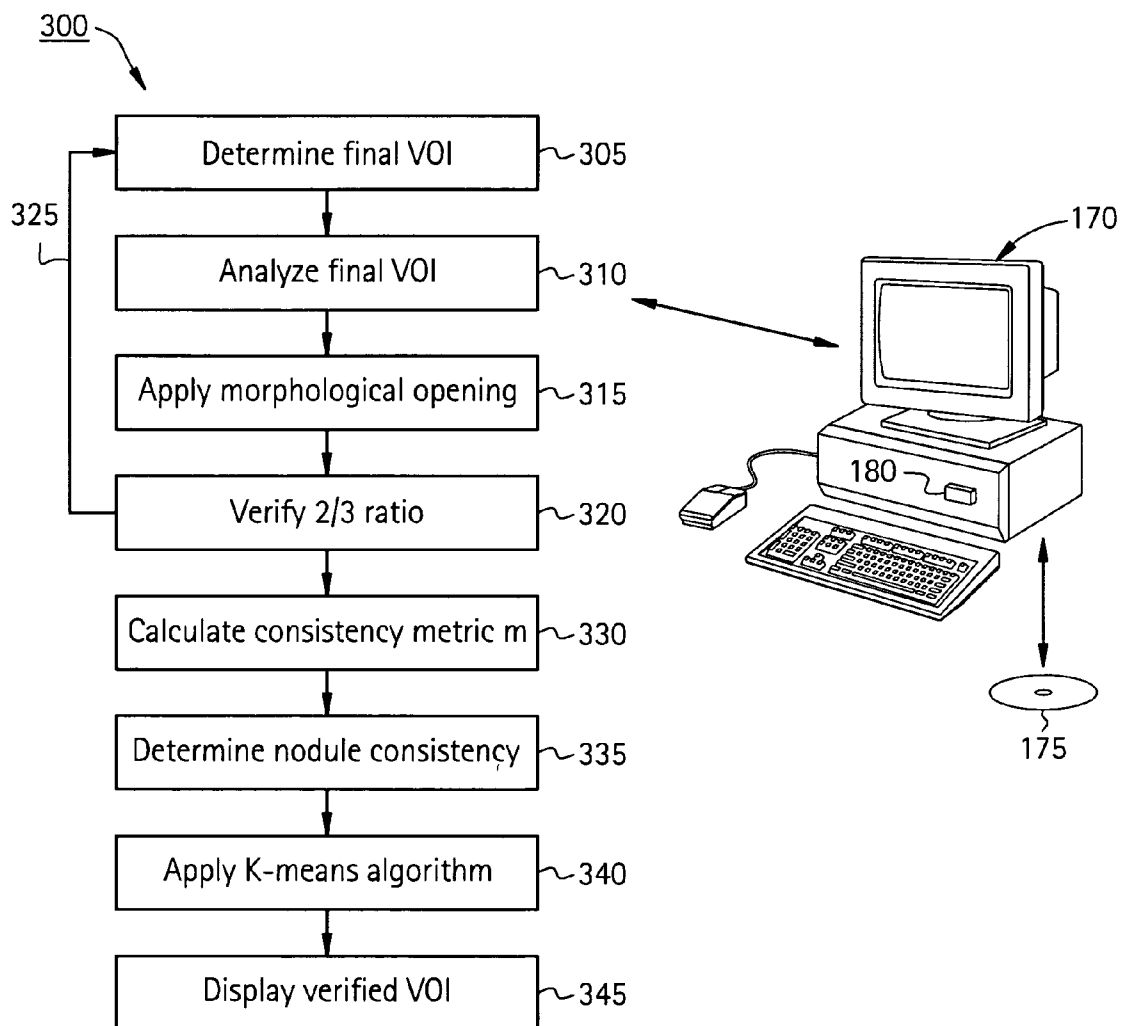 300
Determine final VOI 305
325
170
Analyze final VOI 310
Apply morphological opening 315
180
Verify 2/3 ratio 320
Calculate consistency metric m 330
Determine nodule consistency 335
175
Apply K-means algorithm 340
Display verified VOI 345